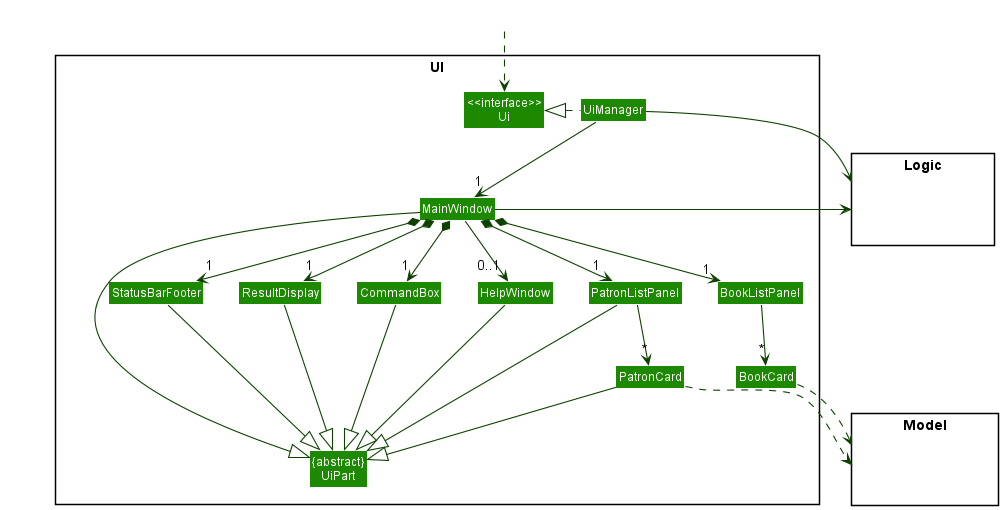 UI
<<interface>>
Ui
UiManager
Logic
1
MainWindow
1
1
1
0..1
1
1
StatusBarFooter
ResultDisplay
CommandBox
HelpWindow
PatronListPanel
BookListPanel
*
*
PatronCard
BookCard
Model
{abstract}
UiPart